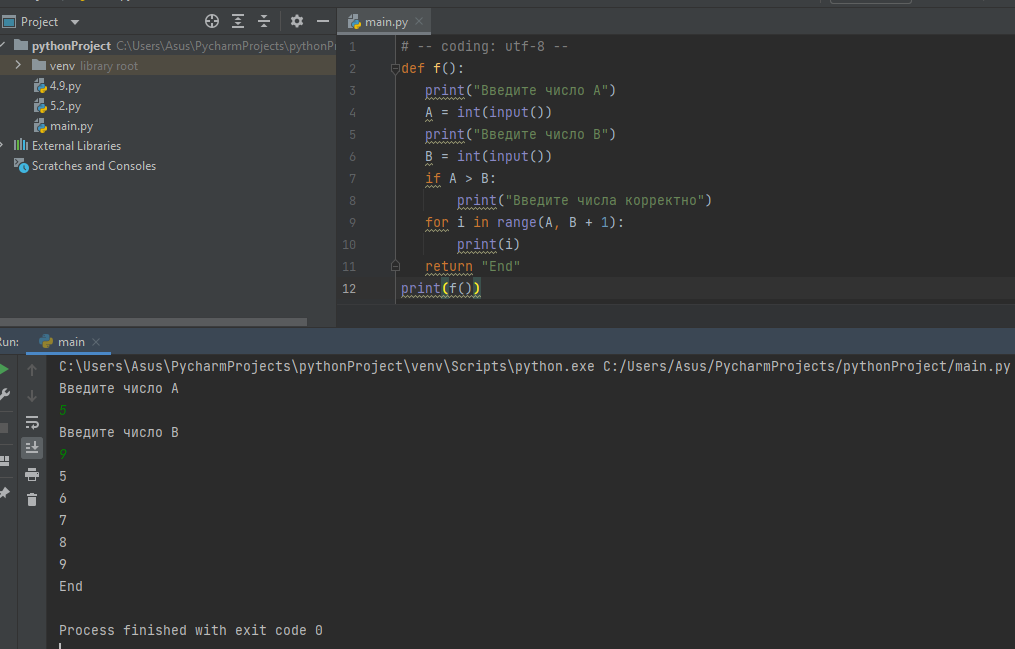 Project
main.py
pythonProject C:\Users\Asus\PycharmProjects\pythonPr
venv library root
4.9.py
5.2.py
main.py
External Libraries
Scratches and Consoles
1 # -- coding: utf-8 --
2 def f():
3 print("Введите число A")
4 A = int(input())
5 print("Введите число B")
6 B = int(input())
7 if A > B:
8 print("Введите числа корректно")
9 for i in range(A, B + 1):
10 print(i)
11 return "End"
12 print(f())
Run: main
C:\Users\Asus\PycharmProjects\pythonProject\venv\Scripts\python.exe C:/Users/Asus/PycharmProjects/pythonProject/main.py
Введите число A
5
Введите число B
9
5
6
7
8
9
End
Process finished with exit code 0